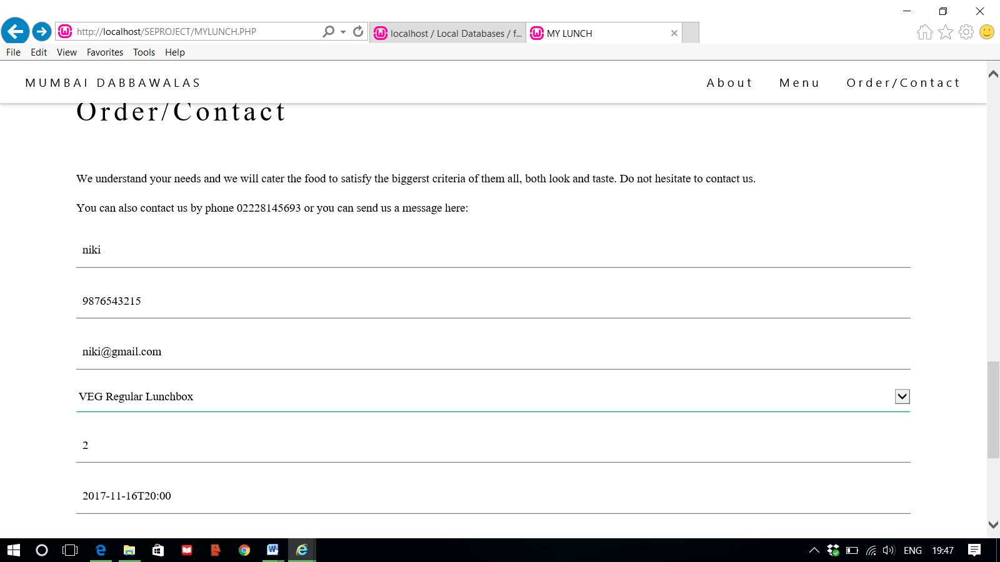 http://localhost/SEPROJECT/MYLUNCH.PHP
localhost / Local Databases / f...
MY LUNCH
File Edit View Favorites Tools Help
MUMBAI DABBAWALAS
About Menu Order/Contact
Order/Contact
We understand your needs and we will cater the food to satisfy the biggerst criteria of them all, both look and taste. Do not hesitate to contact us.
You can also contact us by phone 02228145693 or you can send us a message here:
niki
9876543215
niki@gmail.com
VEG Regular Lunchbox
2
2017-11-16T20:00
ENG 19:47